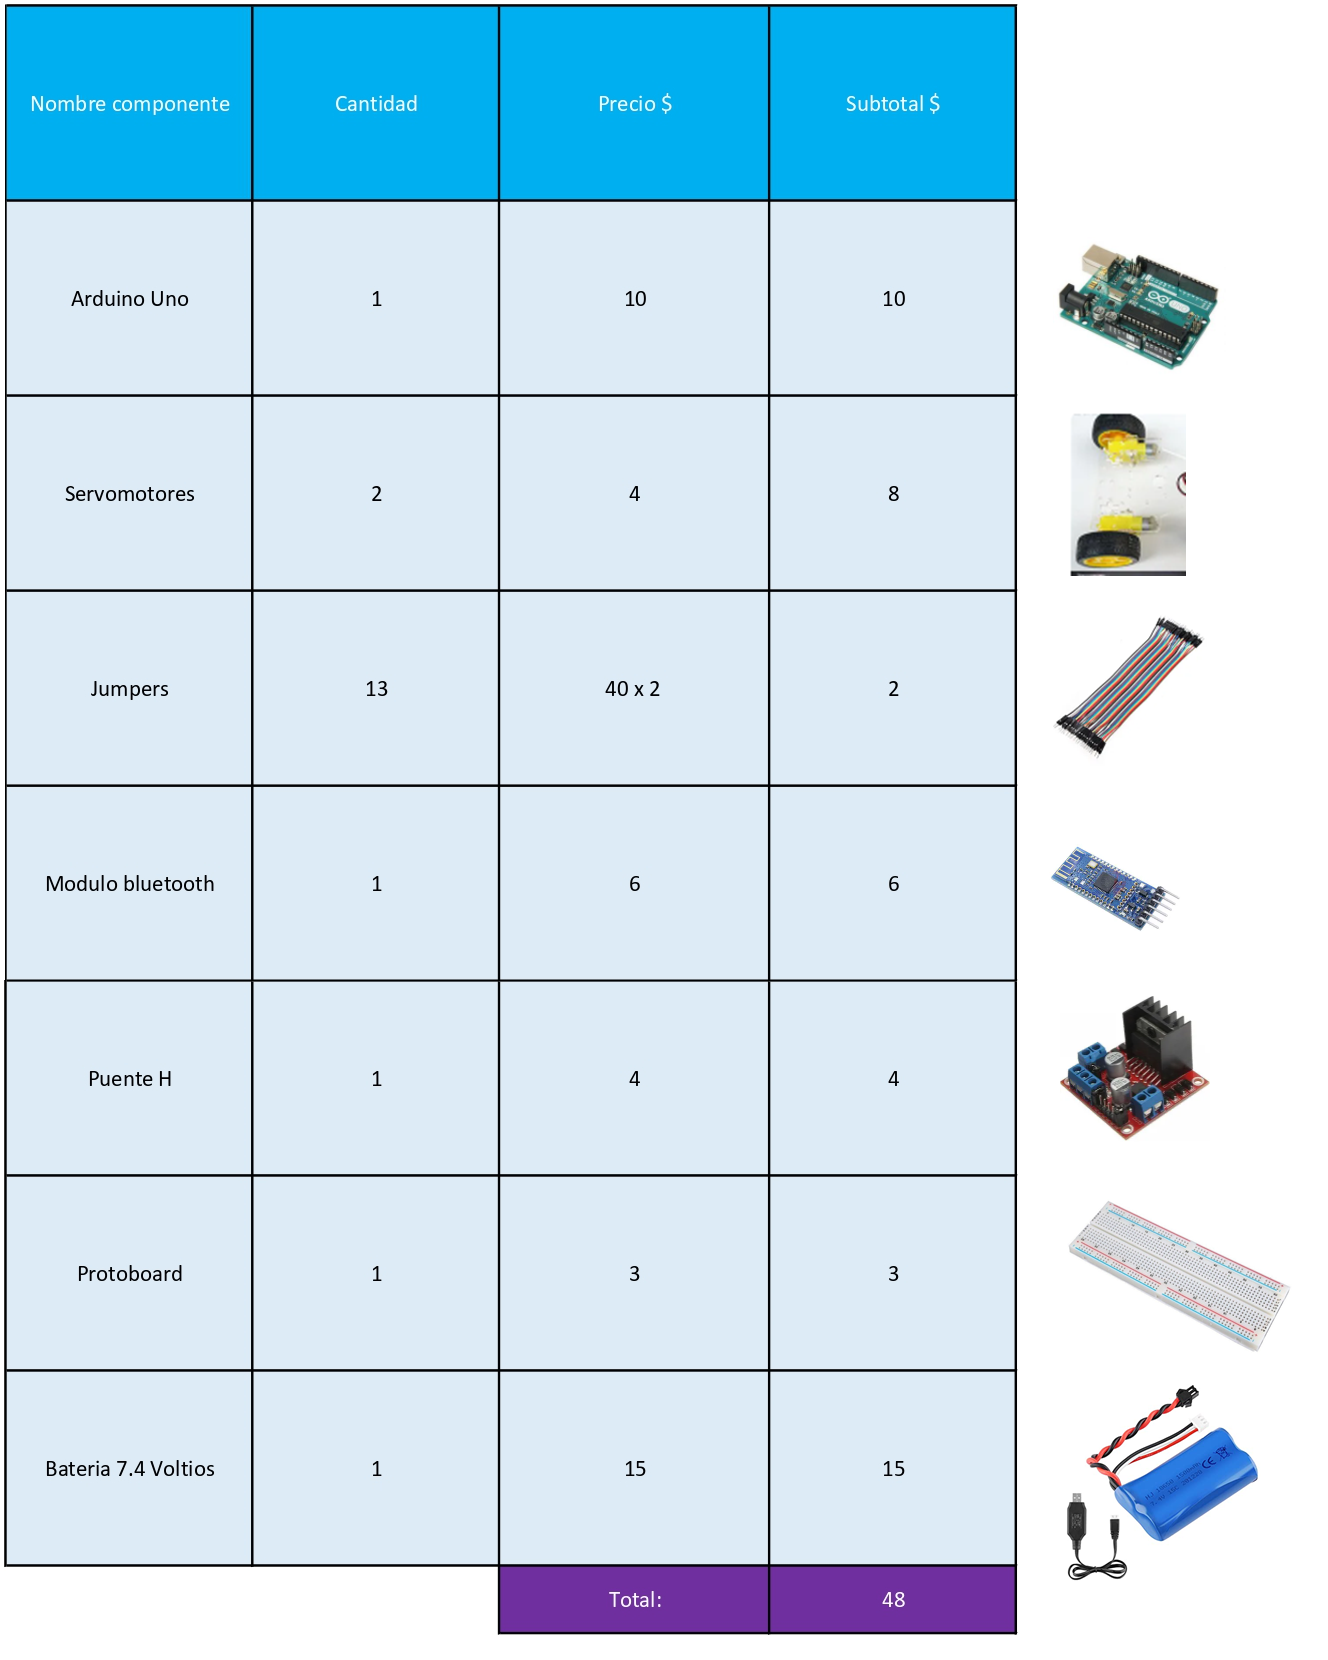 Nombre componente Cantidad Precio $ Subtotal $
Arduino Uno 1 10 10
Servomotores 2 4 8
Jumpers 13 40 x 2 2
Modulo bluetooth 1 6 6
Puente H 1 4 4
Protoboard 1 3 3
Bateria 7.4 Voltios 1 15 15
Total: 48